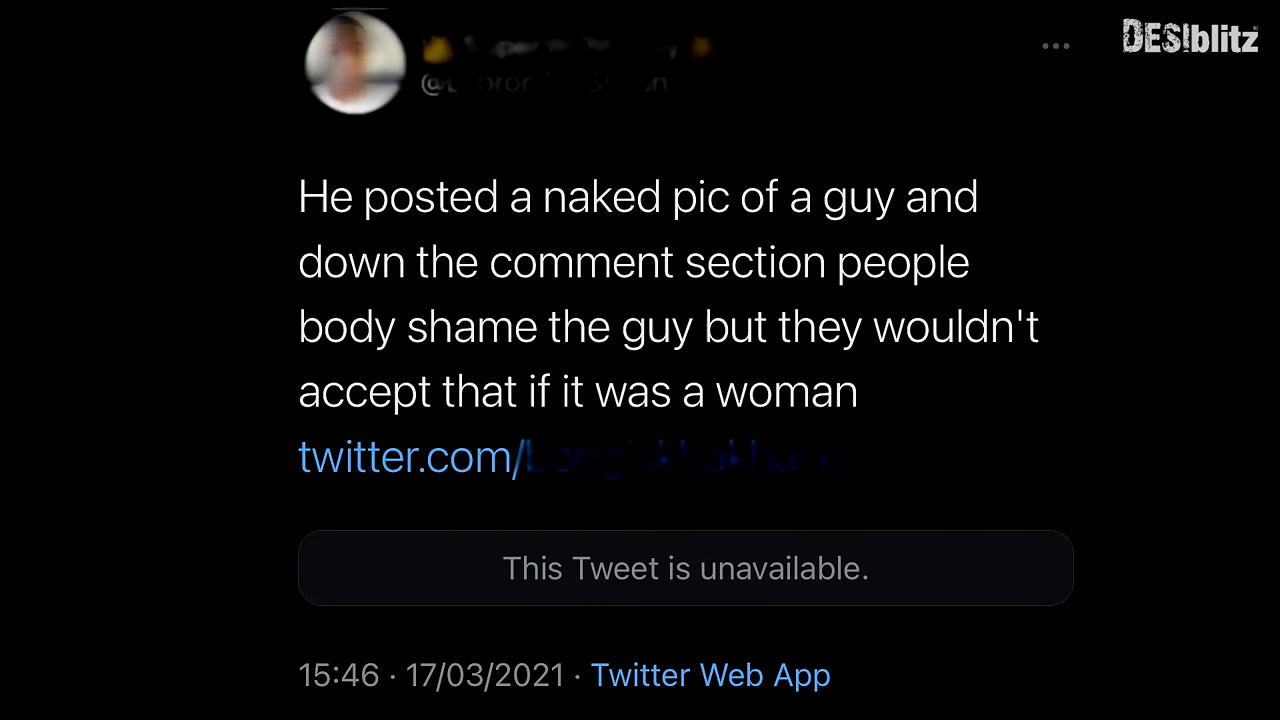 DESIblitz
He posted a naked pic of a guy and
down the comment section people
body shame the guy but they wouldn't
accept that if it was a woman
twitter.com/
This Tweet is unavailable.
15:46 · 17/03/2021 · Twitter Web App